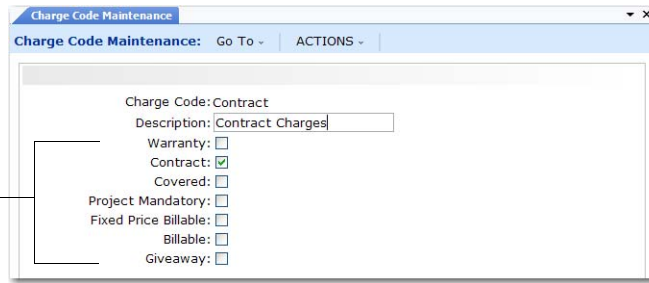 Charge Code Maintenance
Charge Code Maintenance: Go To ACTIONS
Charge Code: Contract
Description: Contract Charges
Warranty:
Contract:
Covered:
Project Mandatory:
Fixed Price Billable:
Billable:
Giveaway: